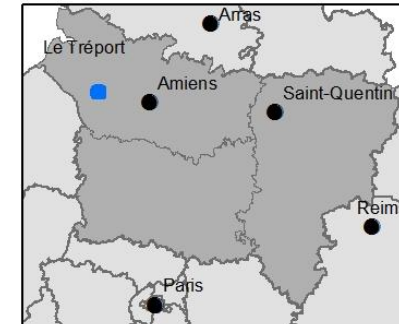 Arras
Le Tréport
Amiens
Saint-Quentin
Reim
Paris